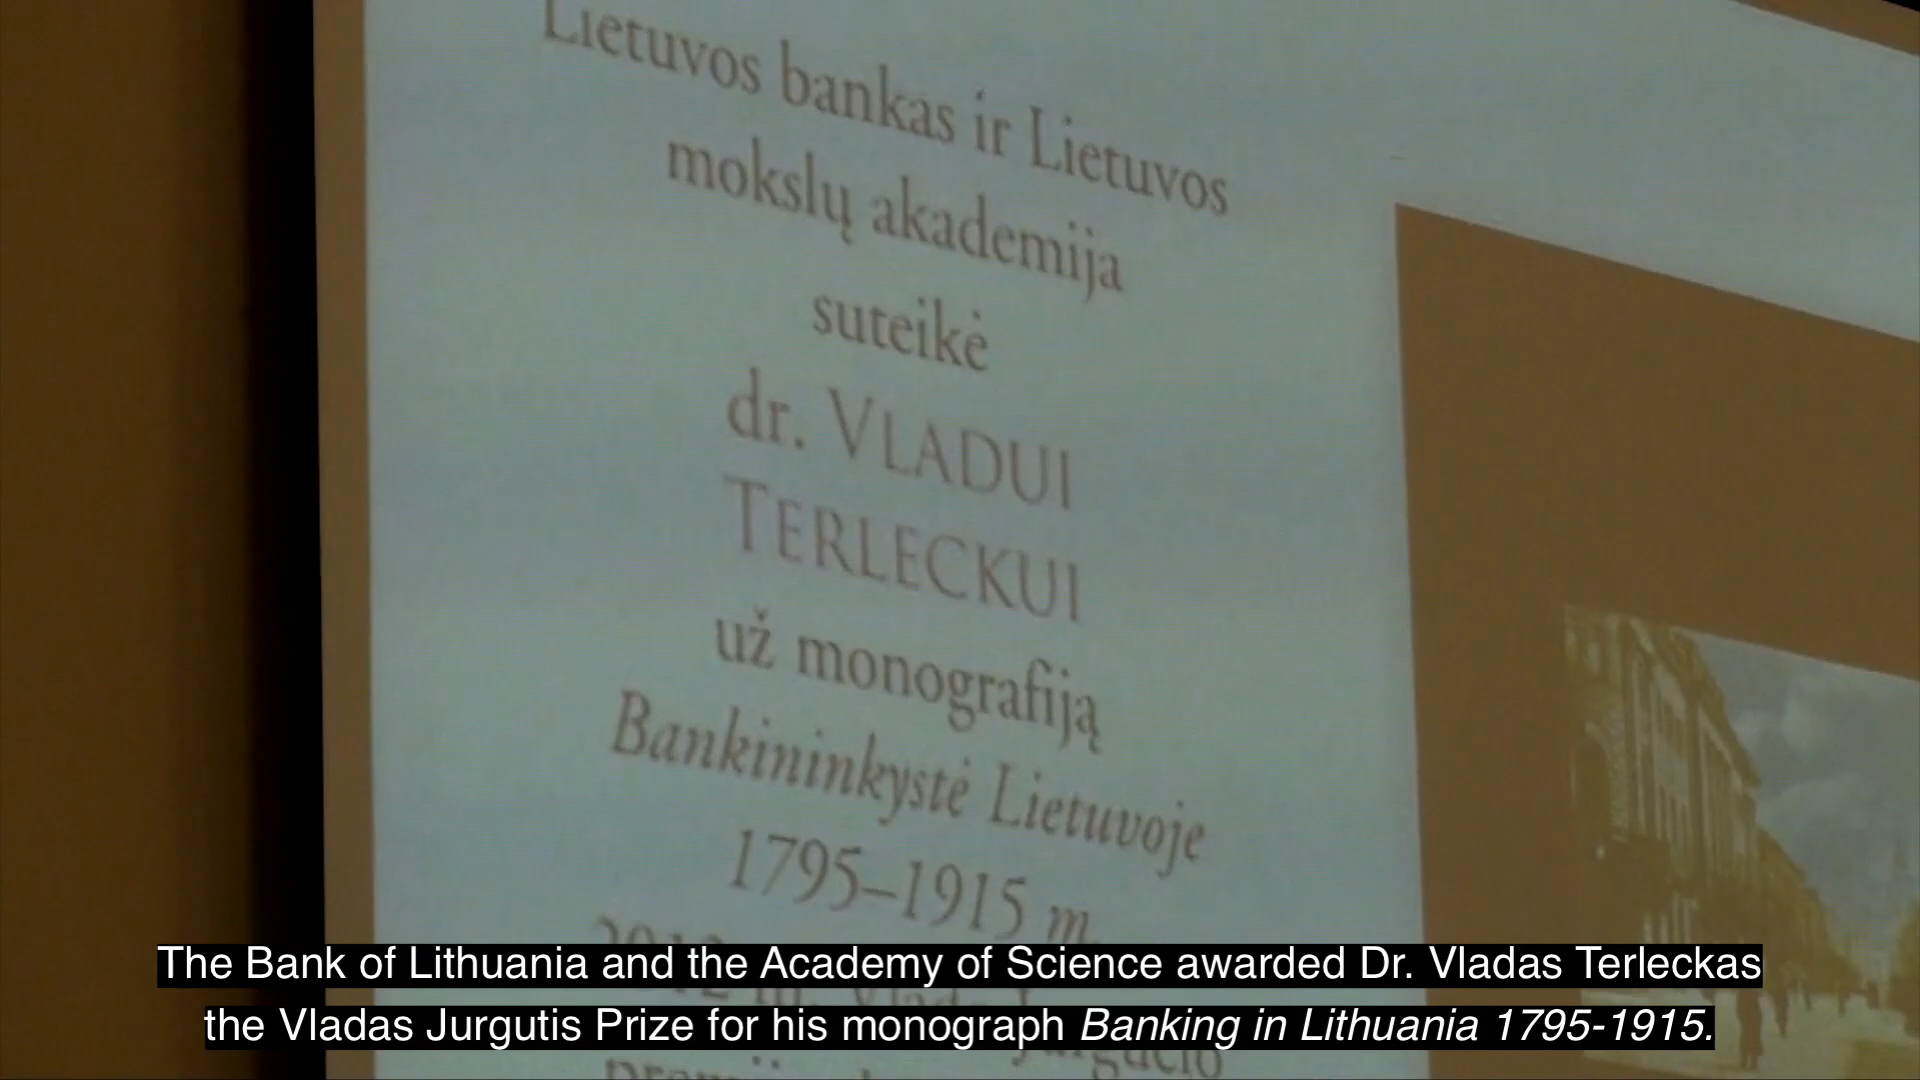 Lietuvos bankas ir Lietuvos
mokslų akademija
suteikė
dr. VLADUI
TERLECKUI
už monografiją
Bankininkystė Lietuvoje
1795–1915 m.
The Bank of Lithuania and the Academy of Science awarded Dr. Vladas Terleckas
the Vladas Jurgutis Prize for his monograph Banking in Lithuania 1795-1915.